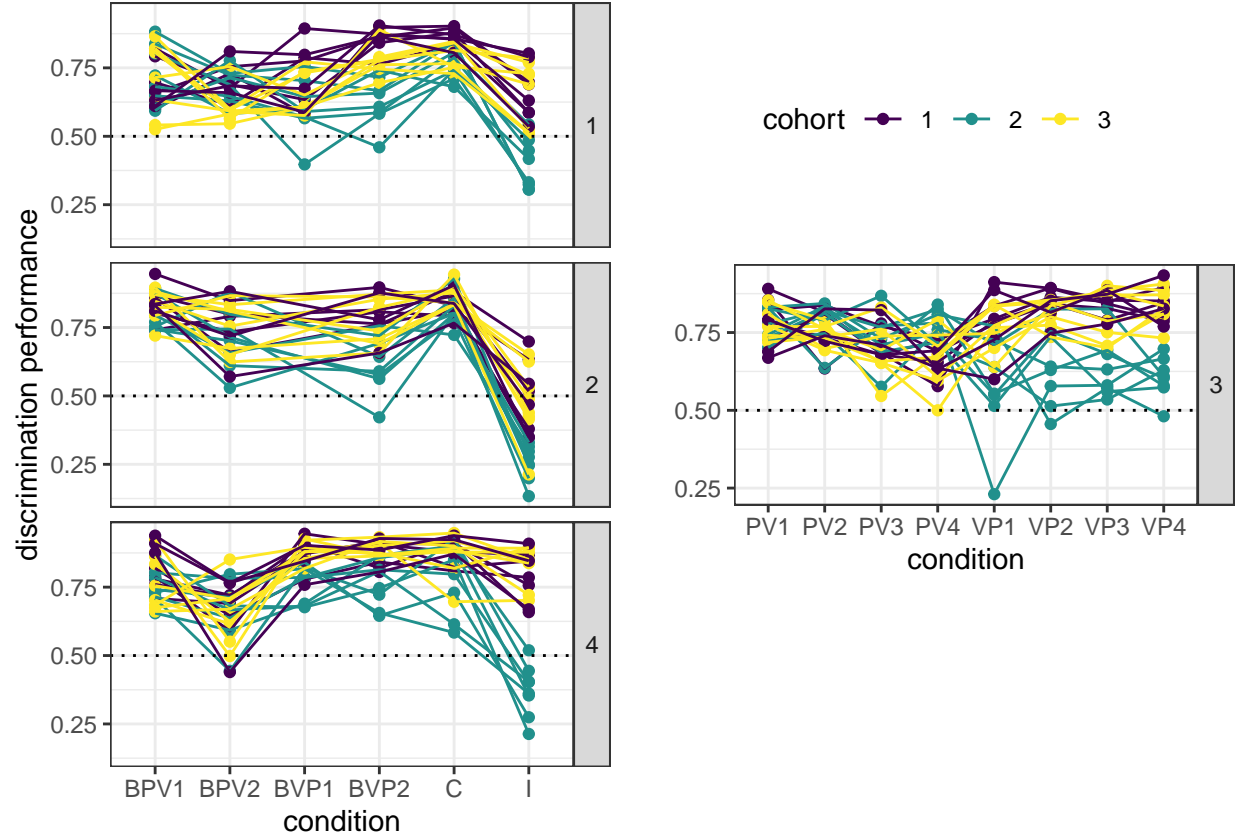 discrimination performance
0.75
0.50
0.25
1
0.75
0.50
0.25
2
0.75
0.50
0.25
4
BPV1 BPV2 BVP1 BVP2 C I
condition
cohort 1 2 3
0.75
0.50
0.25
3
PV1 PV2 PV3 PV4 VP1 VP2 VP3 VP4
condition